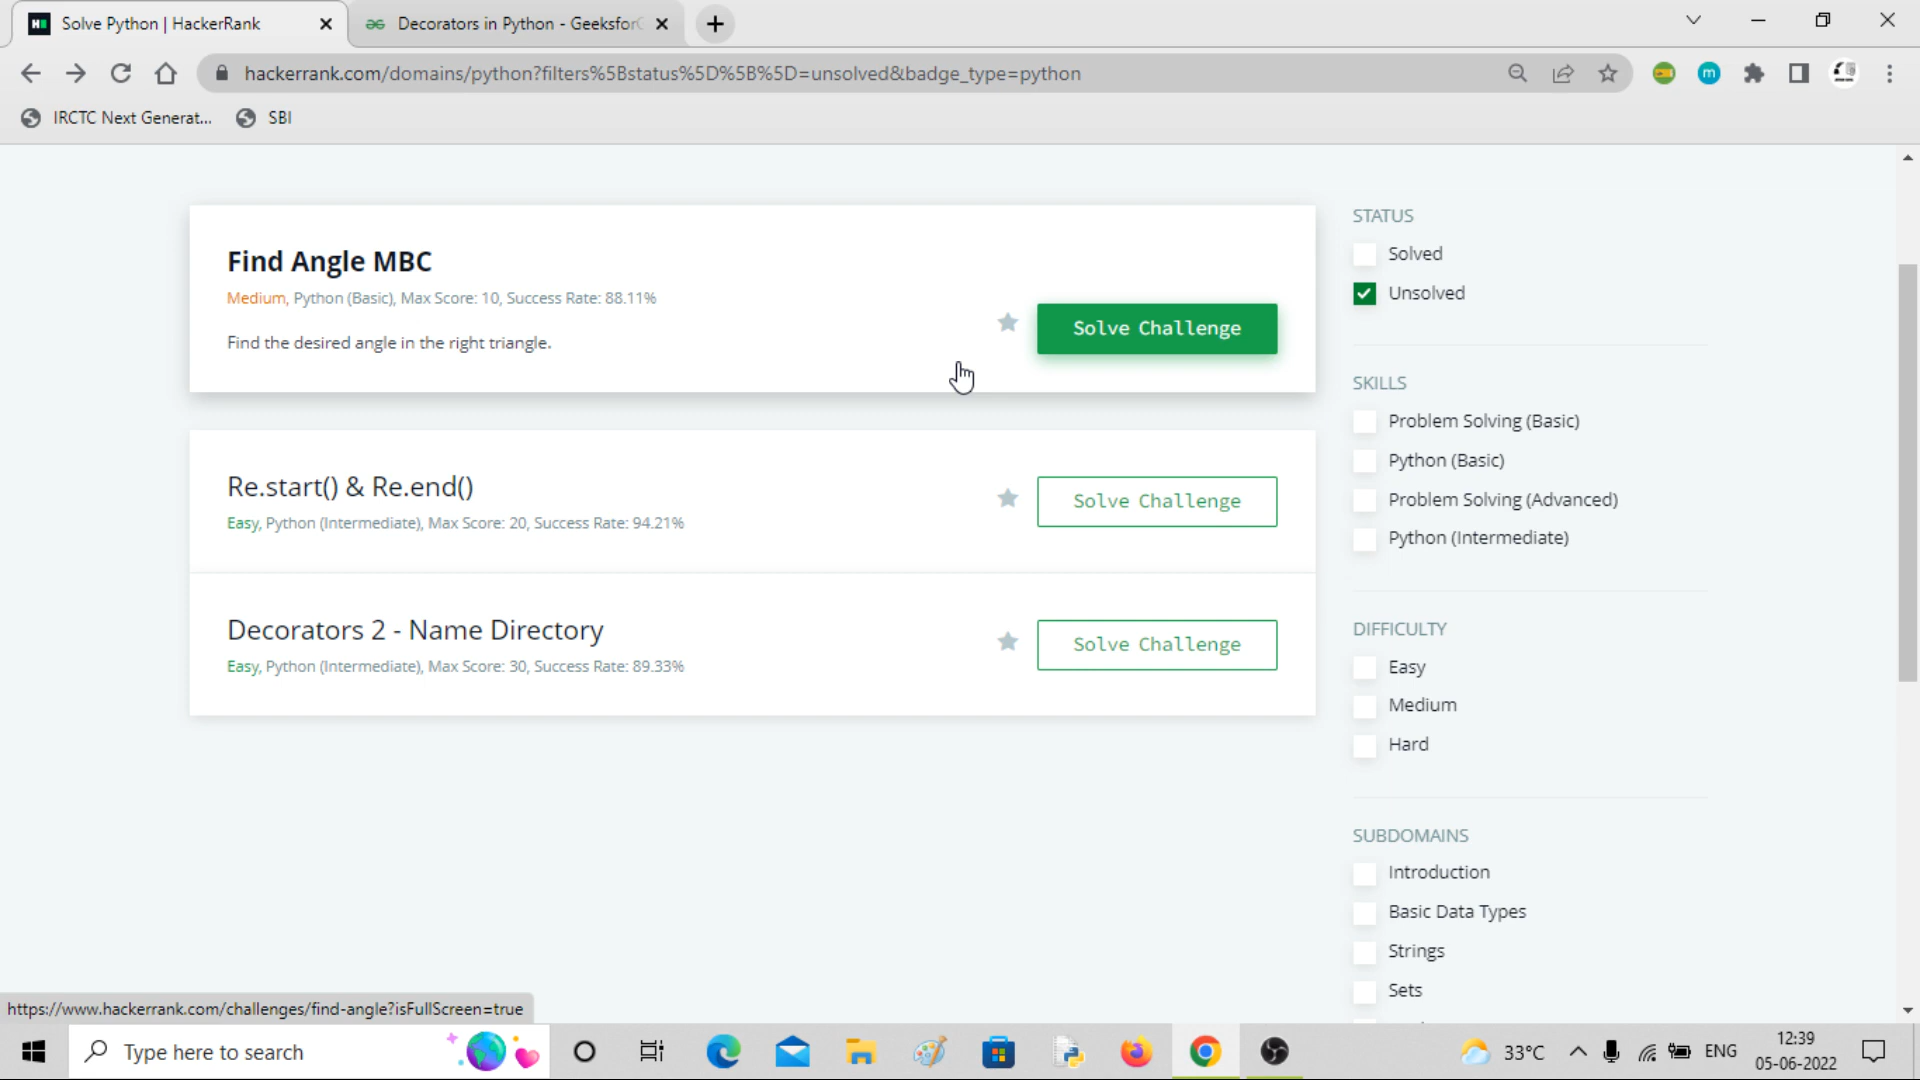 Solve Python | HackerRank
Decorators in Python - GeeksforG
hackerrank.com/domains/python?filters%5Bstatus%5D%5B%5D=unsolved&badge_type=python
IRCTC Next Generat...
SBI
Find Angle MBC
Medium, Python (Basic), Max Score: 10, Success Rate: 88.11%
Find the desired angle in the right triangle.
Solve Challenge
Re.start() & Re.end()
Easy, Python (Intermediate), Max Score: 20, Success Rate: 94.21%
Solve Challenge
Decorators 2 - Name Directory
Easy, Python (Intermediate), Max Score: 30, Success Rate: 89.33%
Solve Challenge
STATUS
Solved
Unsolved
SKILLS
Problem Solving (Basic)
Python (Basic)
Problem Solving (Advanced)
Python (Intermediate)
DIFFICULTY
Easy
Medium
Hard
SUBDOMAINS
Introduction
Basic Data Types
Strings
Sets
https://www.hackerrank.com/challenges/find-angle?isFullScreen=true
Type here to search
33°C
ENG
12:39
05-06-2022